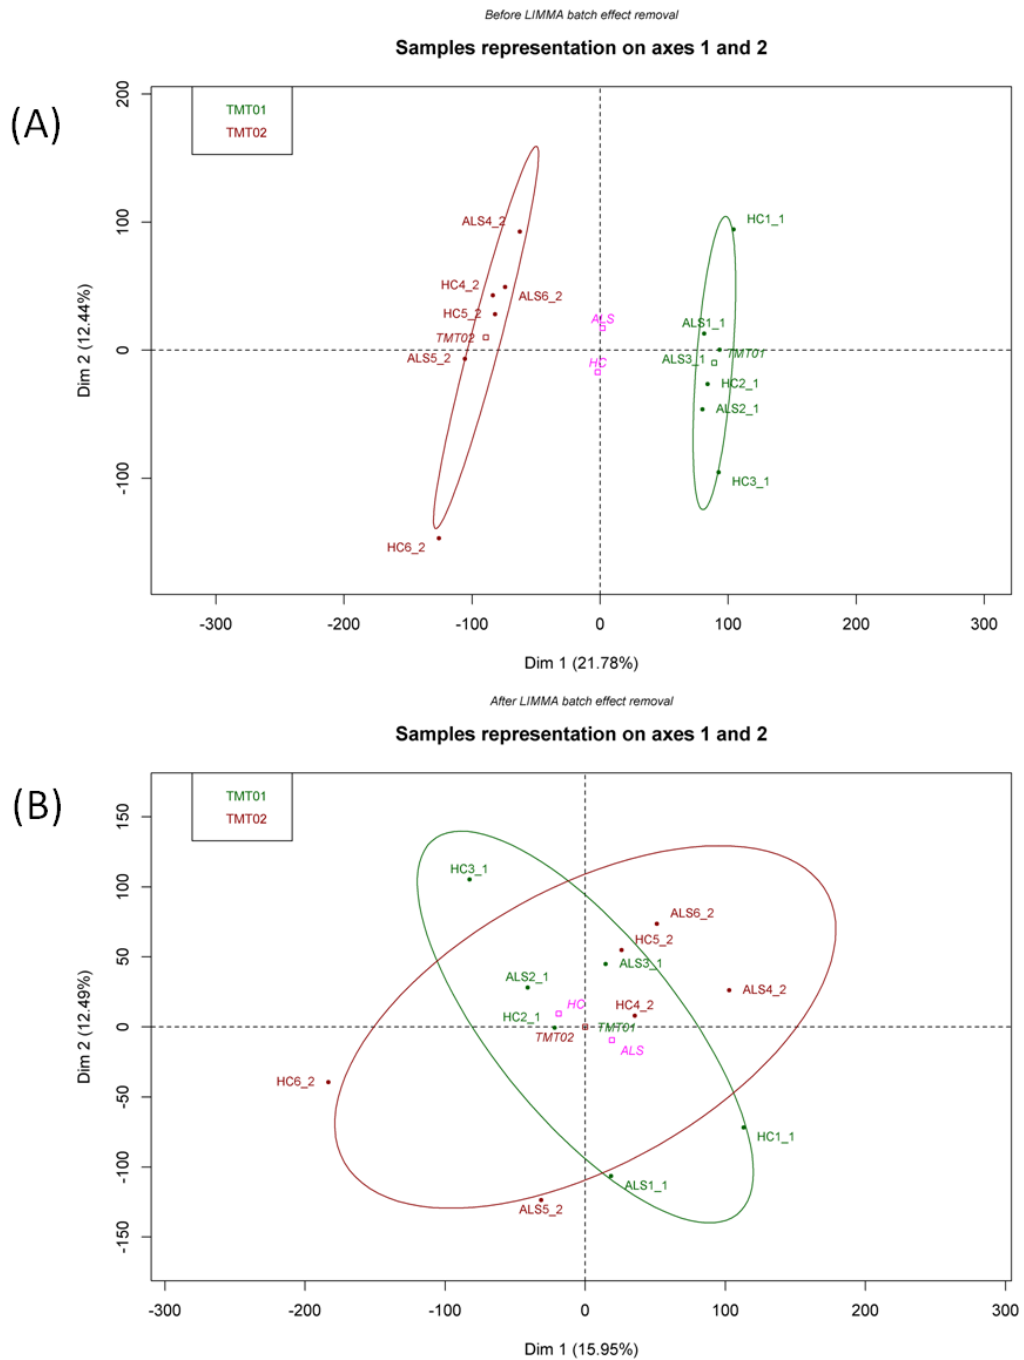 Before LIMMA batch effect removal
Samples representation on axes 1 and 2
(A)
TMT01
TMT02
200
100
0
-100
Dim 2 (12.44%)
HC1_1
ALS4_2
HC4_2
ALS6_2
HC5_2
ALS
ALS1_1
TMT02
TMT01
ALS5_2
HC
ALS3_1
HC2_1
ALS2_1
HC3_1
HC6_2
-300 -200 -100 0 100 200 300
Dim 1 (21.78%)
After LIMMA batch effect removal
Samples representation on axes 1 and 2
(B)
TMT01
TMT02
150
100
50
0
-50
-100
-150
Dim 2 (12.49%)
HC3_1
ALS6_2
HC5_2
ALS3_1
ALS2_1
ALS4_2
HC
HC4_2
HC2_1
TMT02
TMT01
ALS
HC6_2
HC1_1
ALS1_1
ALS5_2
-300 -200 -100 0 100 200 300
Dim 1 (15.95%)